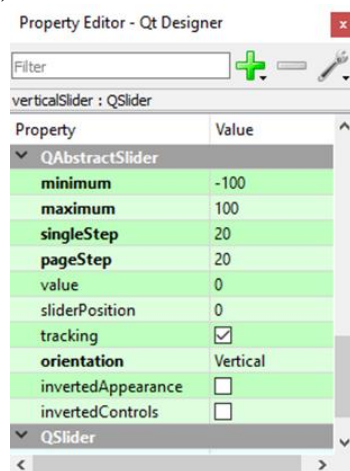 Property Editor - Qt Designer x
Filter
verticalSlider : QSlider
Property Value
QAbstractSlider
minimum -100
maximum 100
singleStep 20
pageStep 20
value 0
sliderPosition 0
tracking
orientation Vertical
invertedAppearance
invertedControls
QSlider